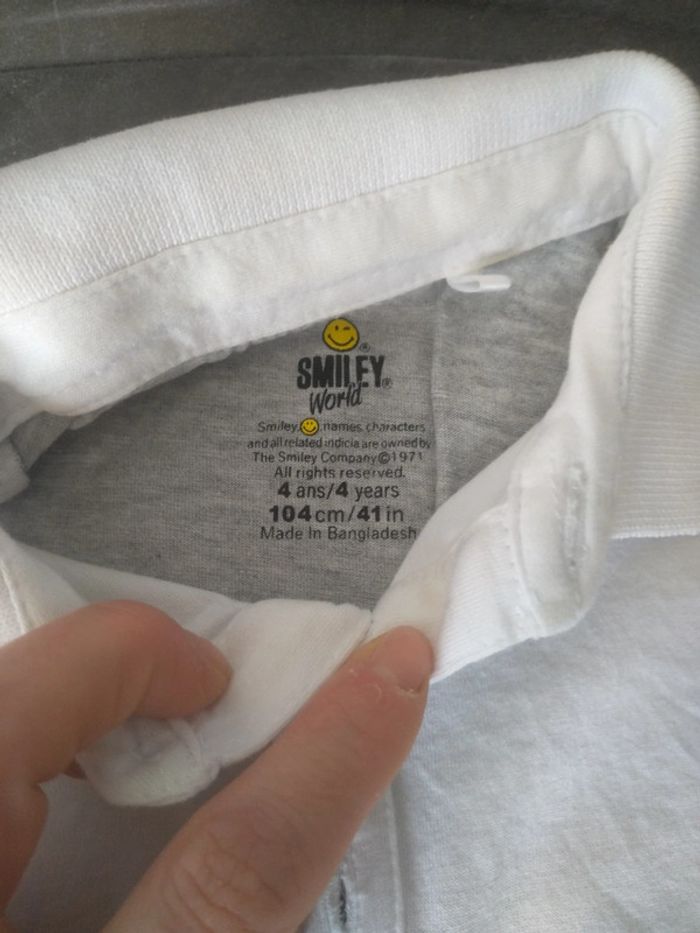 SMILEY®
World
Smiley, names, characters
and all related indicia are owned by
The Smiley Company©1971
All rights reserved.
4 ans/4 years
104cm/41in
Made In Bangladesh